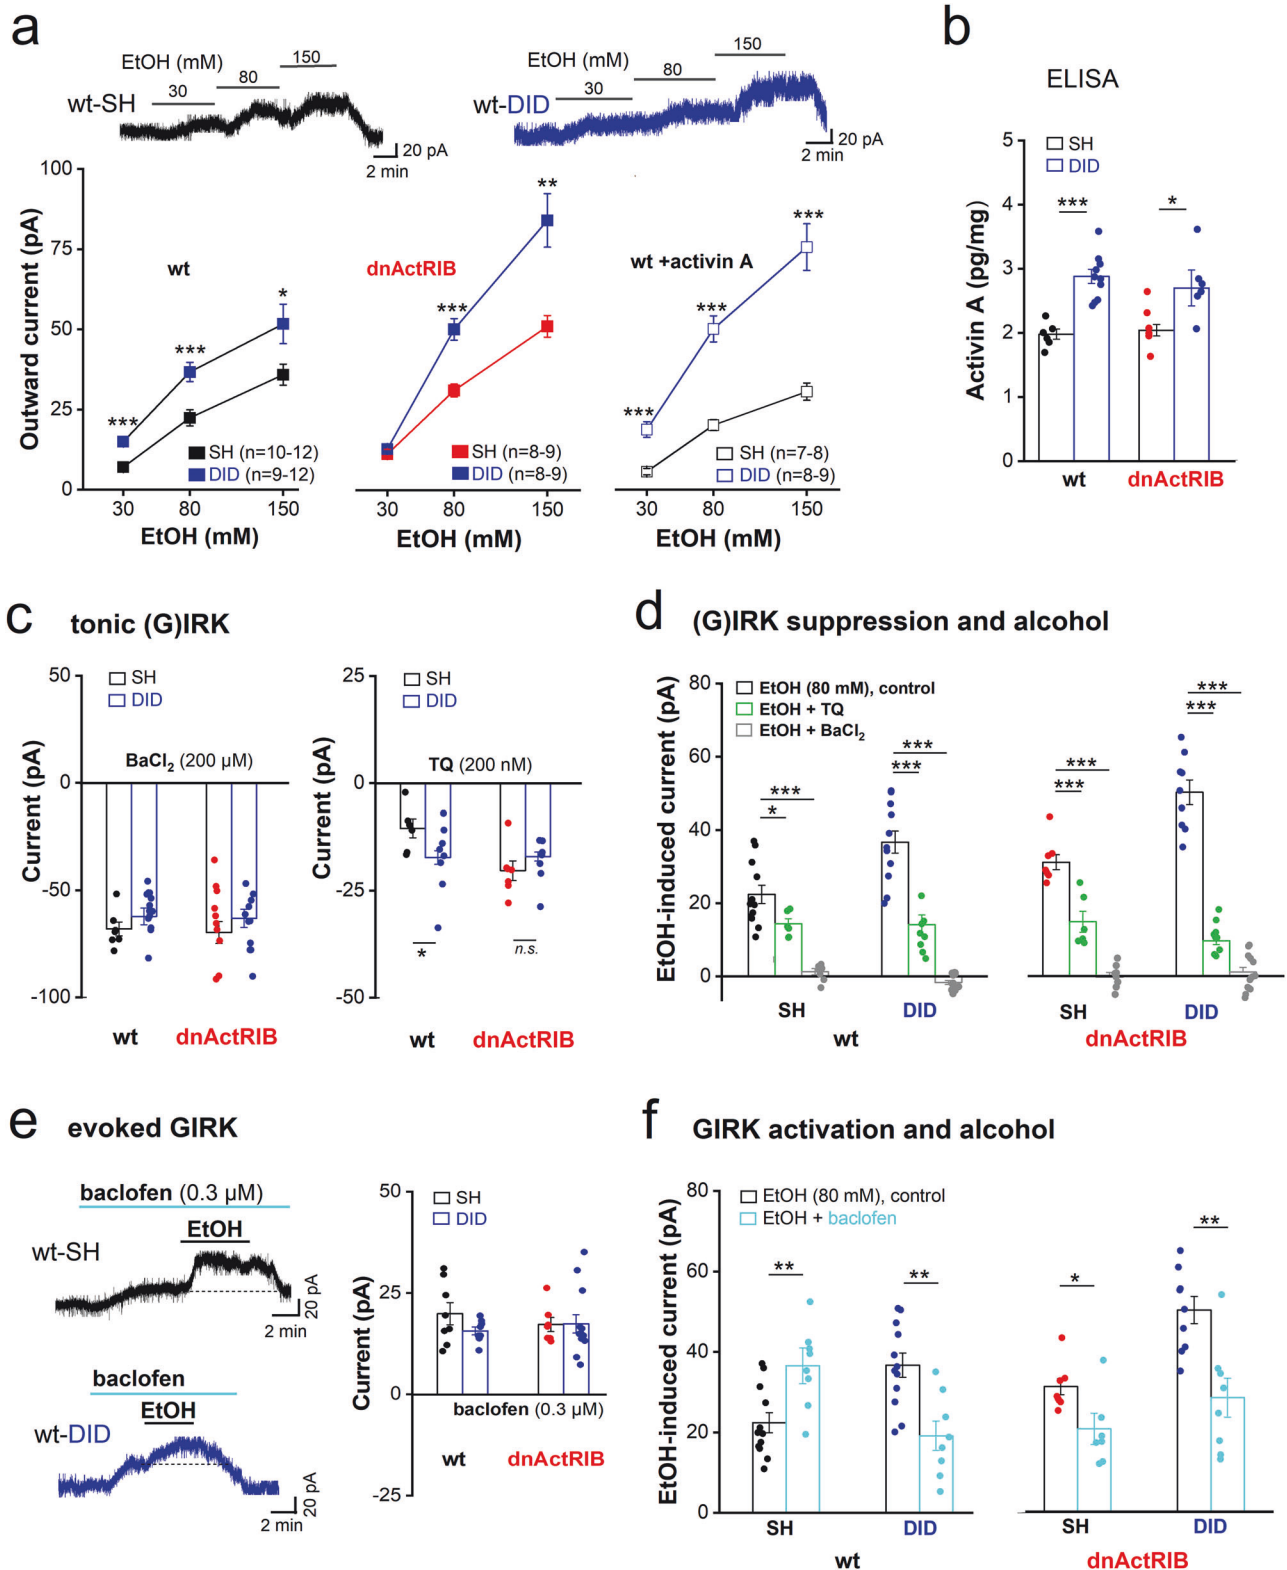 a
EtOH (mM)
30
80
150
wt-SH
20 pA
2 min
EtOH (mM)
30
80
150
wt-DID
20 pA
2 min
Outward current (pA)
100
75
50
25
0
wt
***
***
*
SH (n=10-12)
DID (n=9-12)
30
80
150
EtOH (mM)
dnActRIB
***
**
SH (n=8-9)
DID (n=8-9)
30
80
150
EtOH (mM)
wt +activin A
***
***
***
SH (n=7-8)
DID (n=8-9)
30
80
150
EtOH (mM)
b
ELISA
Activin A (pg/mg)
5
4
3
2
1
0
SH
DID
***
*
wt
dnActRIB
c
tonic (G)IRK
Current (pA)
50
0
-50
-100
SH
DID
BaCl₂ (200 µM)
wt
dnActRIB
Current (pA)
25
0
-25
-50
SH
DID
TQ (200 nM)
*
n.s.
wt
dnActRIB
d
(G)IRK suppression and alcohol
EtOH-induced current (pA)
80
60
40
20
0
EtOH (80 mM), control
EtOH + TQ
EtOH + BaCl₂
***
*
***
***
SH
DID
wt
***
***
***
***
SH
DID
dnActRIB
e
evoked GIRK
baclofen (0.3 µM)
EtOH
wt-SH
20 pA
2 min
baclofen
EtOH
wt-DID
20 pA
2 min
Current (pA)
50
25
0
-25
SH
DID
baclofen (0.3 µM)
wt
dnActRIB
f
GIRK activation and alcohol
EtOH-induced current (pA)
80
60
40
20
0
EtOH (80 mM), control
EtOH + baclofen
**
**
SH
DID
wt
*
**
SH
DID
dnActRIB